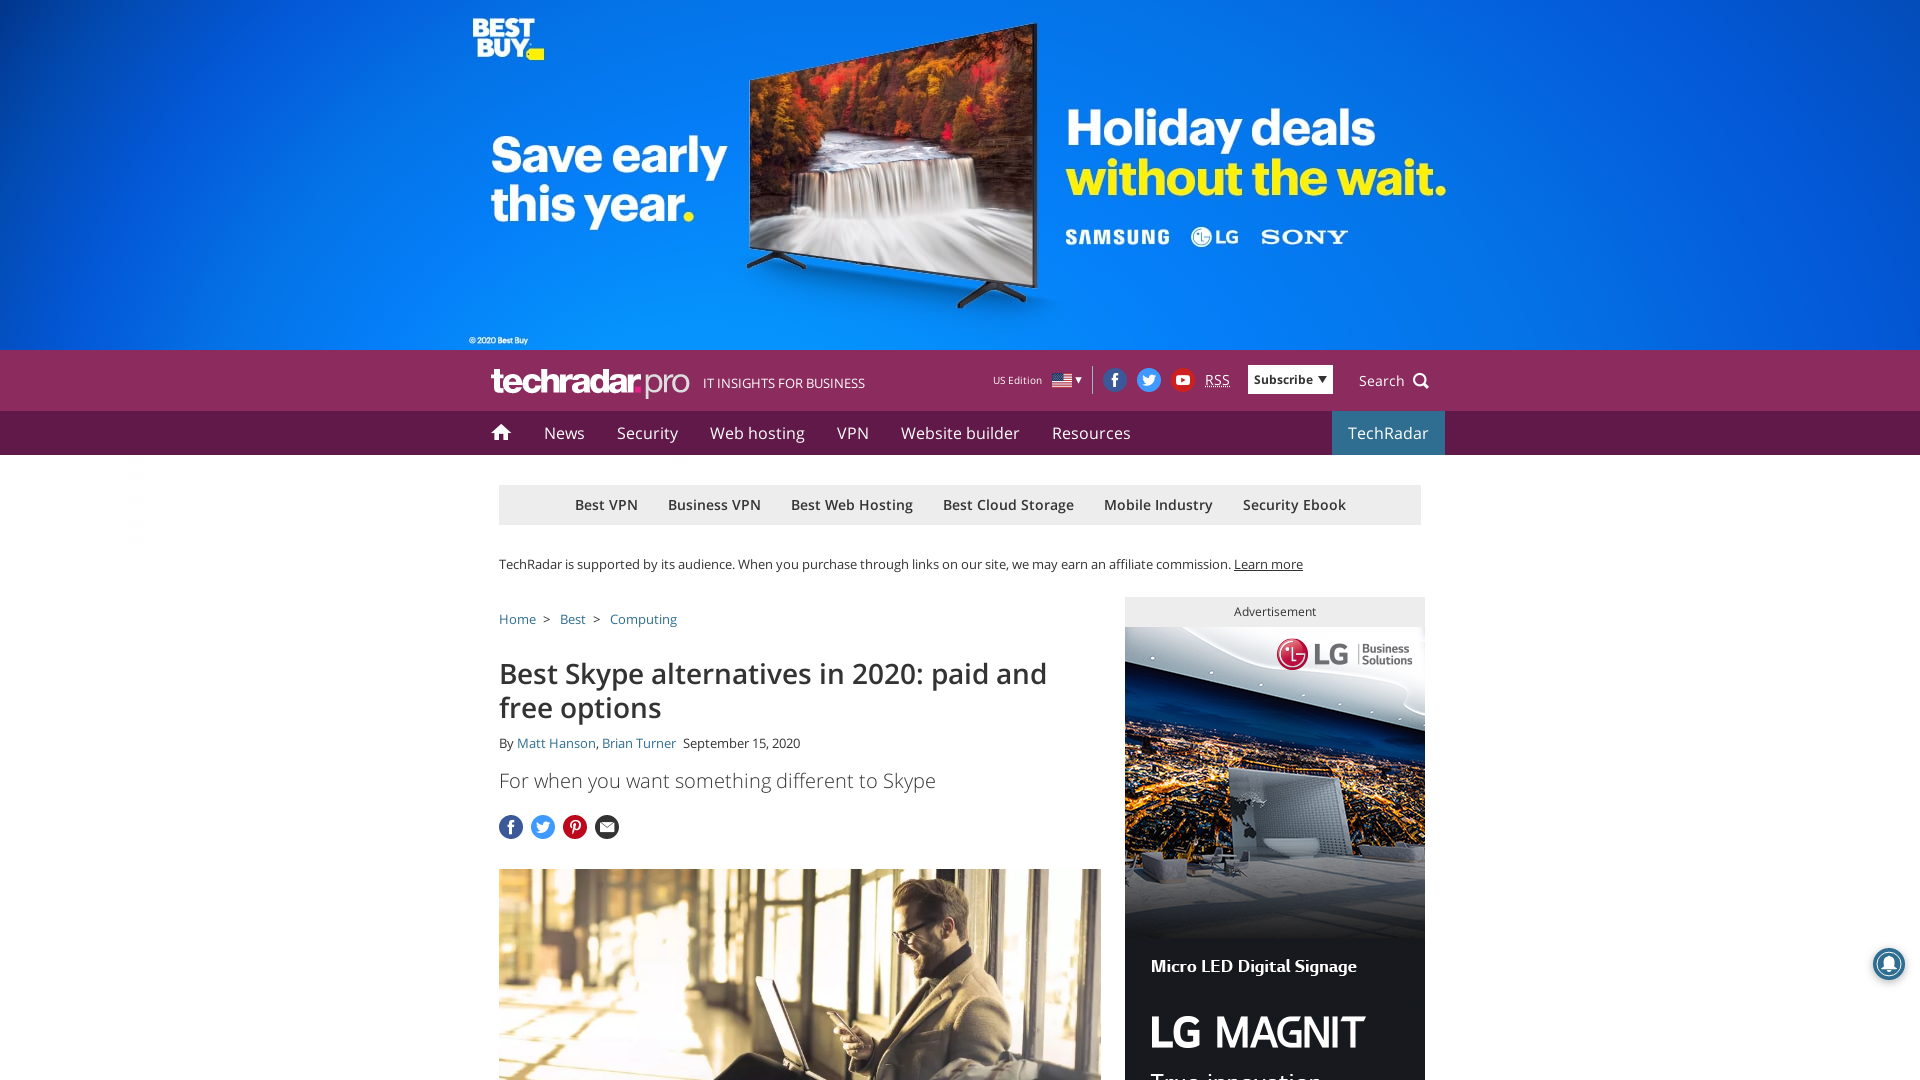 BEST
BUY
Save early
this year.
Holiday deals
without the wait.
SAMSUNG LG SONY
© 2020 Best Buy
techradar.pro IT INSIGHTS FOR BUSINESS
US Edition ▼ RSS Subscribe ▼ Search
News Security Web hosting VPN Website builder Resources TechRadar
Best VPN Business VPN Best Web Hosting Best Cloud Storage Mobile Industry Security Ebook
TechRadar is supported by its audience. When you purchase through links on our site, we may earn an affiliate commission. Learn more
Home > Best > Computing
Best Skype alternatives in 2020: paid and
free options
By Matt Hanson, Brian Turner September 15, 2020
For when you want something different to Skype
Advertisement
LG Business
Solutions
Micro LED Digital Signage
LG MAGNIT
True innovation